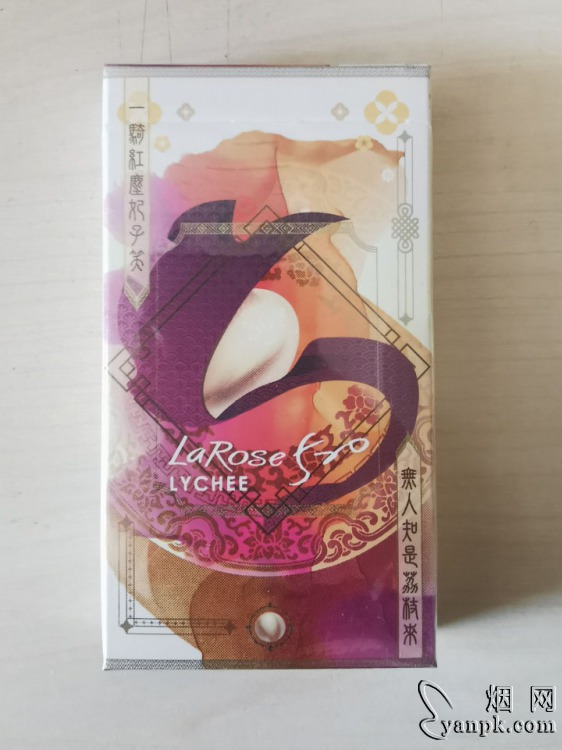 一騎紅塵妃子笑
LaRose
LYCHEE
無人知是荔枝來
烟网
yanpk.com